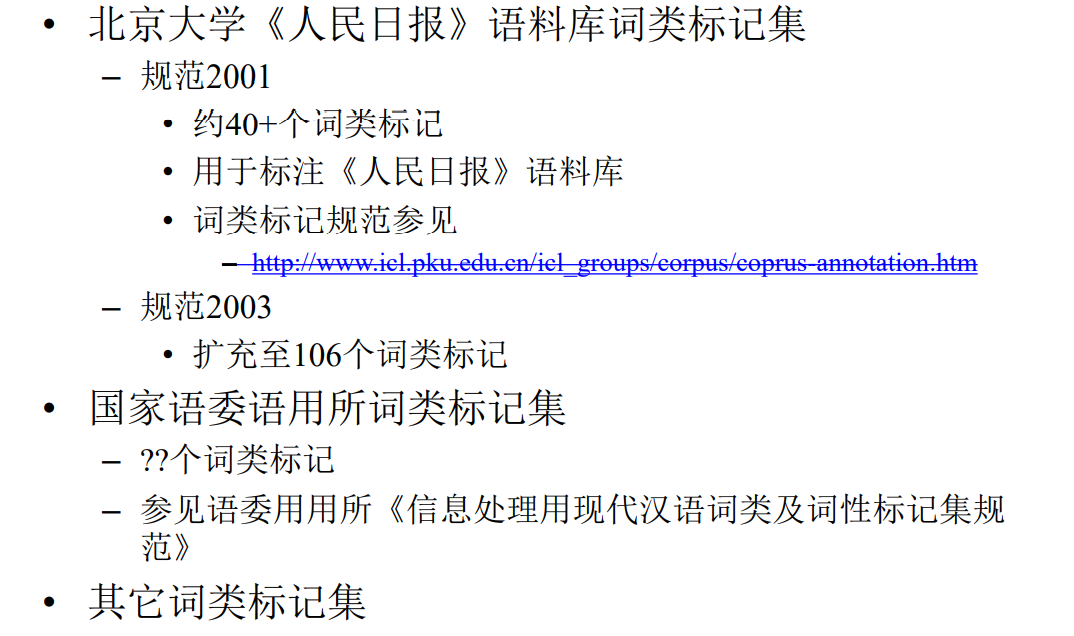 • 北京大学《人民日报》语料库词类标记集
– 规范2001
• 约40+个词类标记
• 用于标注《人民日报》语料库
• 词类标记规范参见
– http://www.icl.pku.edu.cn/icl_groups/corpus/coprus-annotation.htm
– 规范2003
• 扩充至106个词类标记
• 国家语委语用所词类标记集
– ??个词类标记
– 参见语委用用所《信息处理用现代汉语词类及词性标记集规
范》
• 其它词类标记集